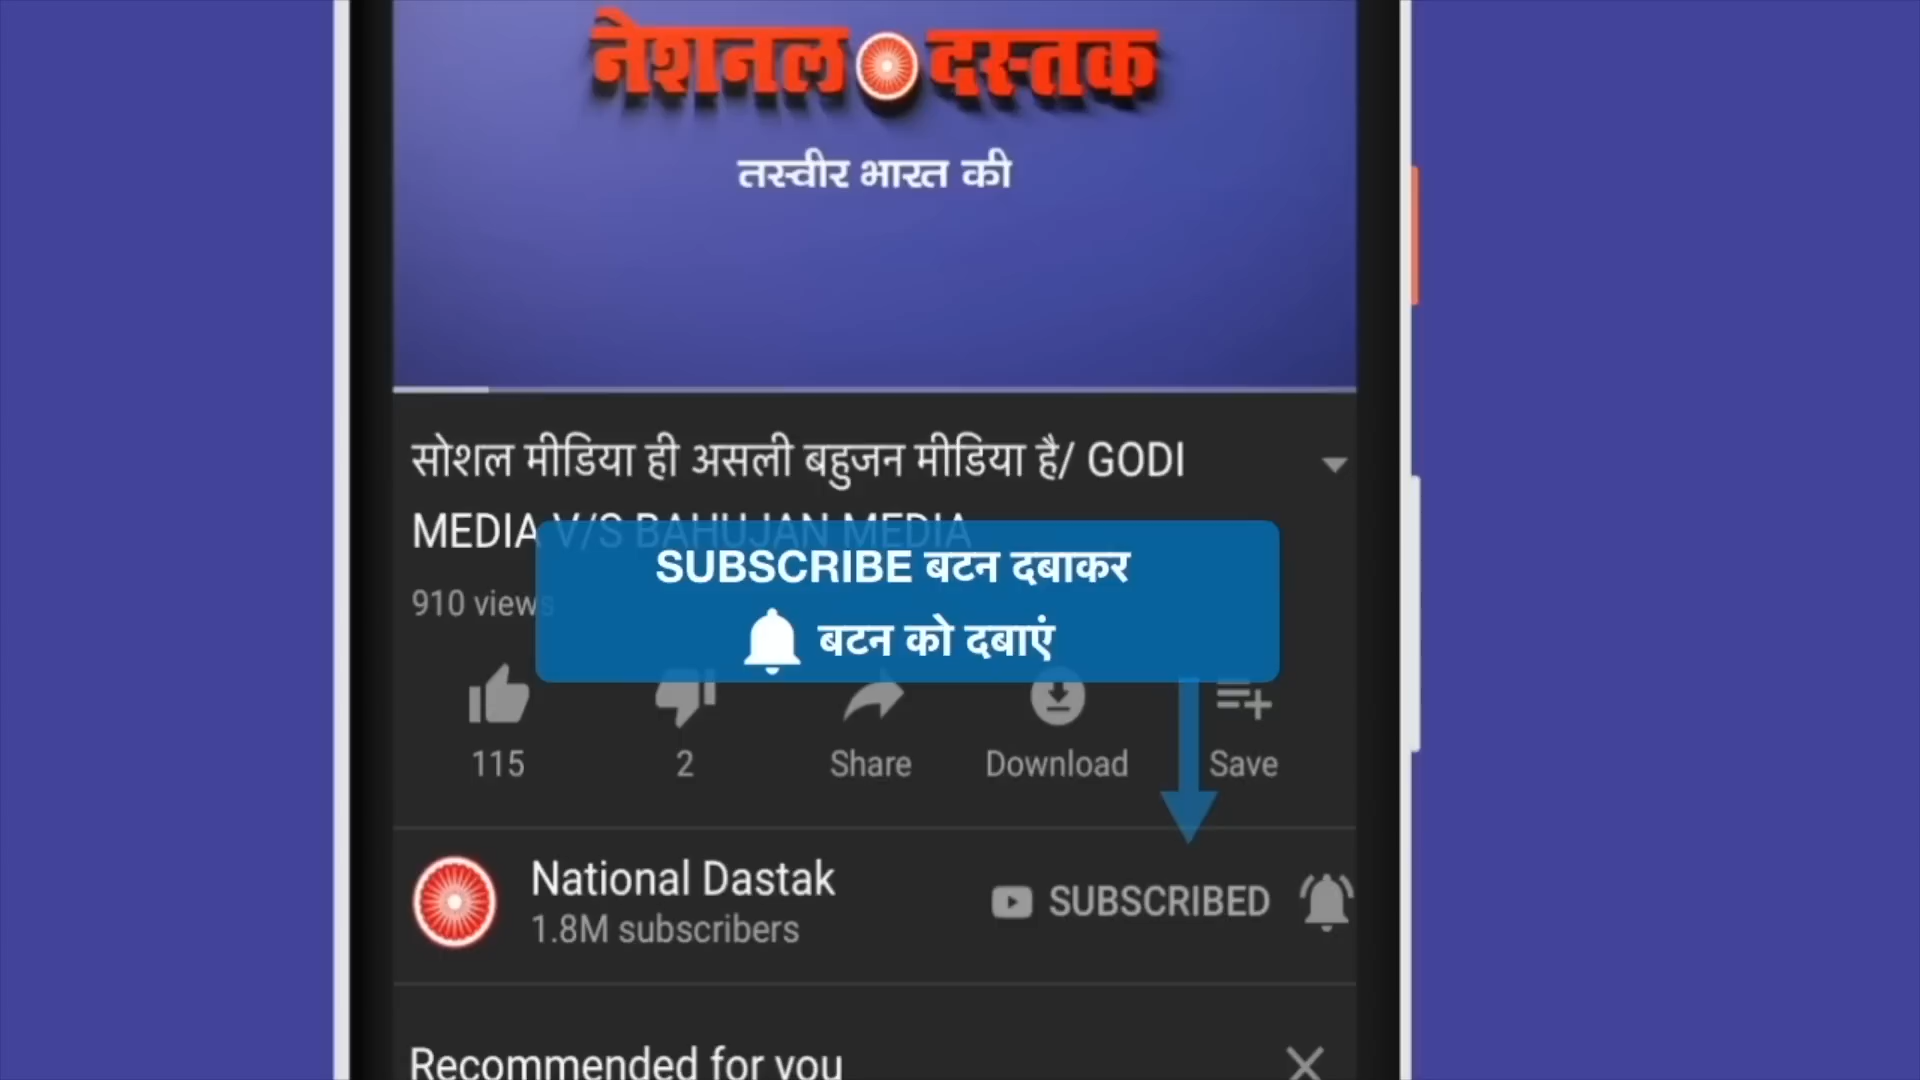 नेशनल दस्तक
तस्वीर भारत की
सोशल मीडिया ही असली बहुजन मीडिया है/ GODI
MEDIA V/S BAHUJAN MEDIA
910 views
SUBSCRIBE बटन दबाकर
बटन को दबाएं
115
2
Share
Download
Save
National Dastak
1.8M subscribers
SUBSCRIBED
Recommended for you